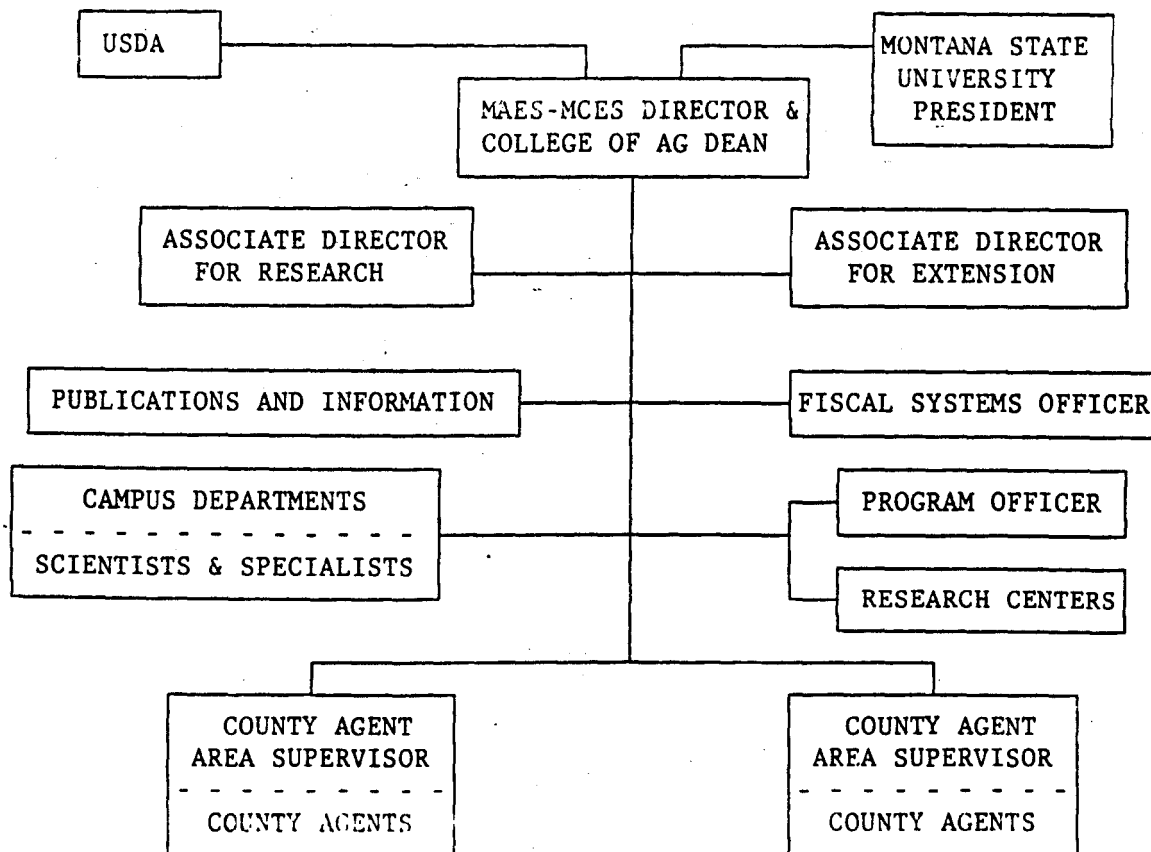 USDA
MONTANA STATE
UNIVERSITY
PRESIDENT
MAES-MCES DIRECTOR &
COLLEGE OF AG DEAN
ASSOCIATE DIRECTOR
FOR RESEARCH
ASSOCIATE DIRECTOR
FOR EXTENSION
PUBLICATIONS AND INFORMATION
FISCAL SYSTEMS OFFICER
CAMPUS DEPARTMENTS
SCIENTISTS & SPECIALISTS
PROGRAM OFFICER
RESEARCH CENTERS
COUNTY AGENT
AREA SUPERVISOR
COUNTY AGENTS
COUNTY AGENT
AREA SUPERVISOR
COUNTY AGENTS